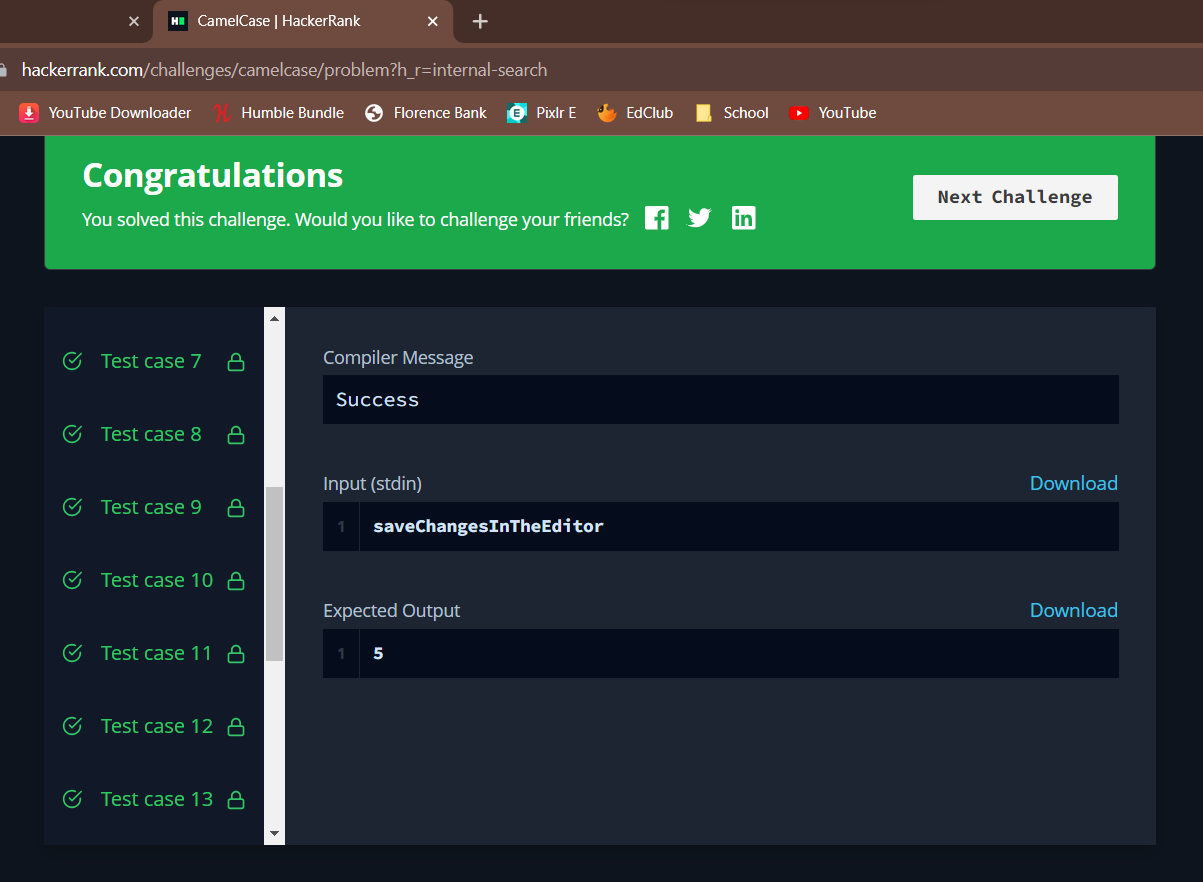 CamelCase | HackerRank
hackerrank.com/challenges/camelcase/problem?h_r=internal-search
YouTube Downloader Humble Bundle Florence Bank Pixlr E EdClub School YouTube
Congratulations
You solved this challenge. Would you like to challenge your friends?
Next Challenge
Test case 7
Test case 8
Test case 9
Test case 10
Test case 11
Test case 12
Test case 13
Compiler Message
Success
Input (stdin) Download
1 saveChangesInTheEditor
Expected Output Download
1 5